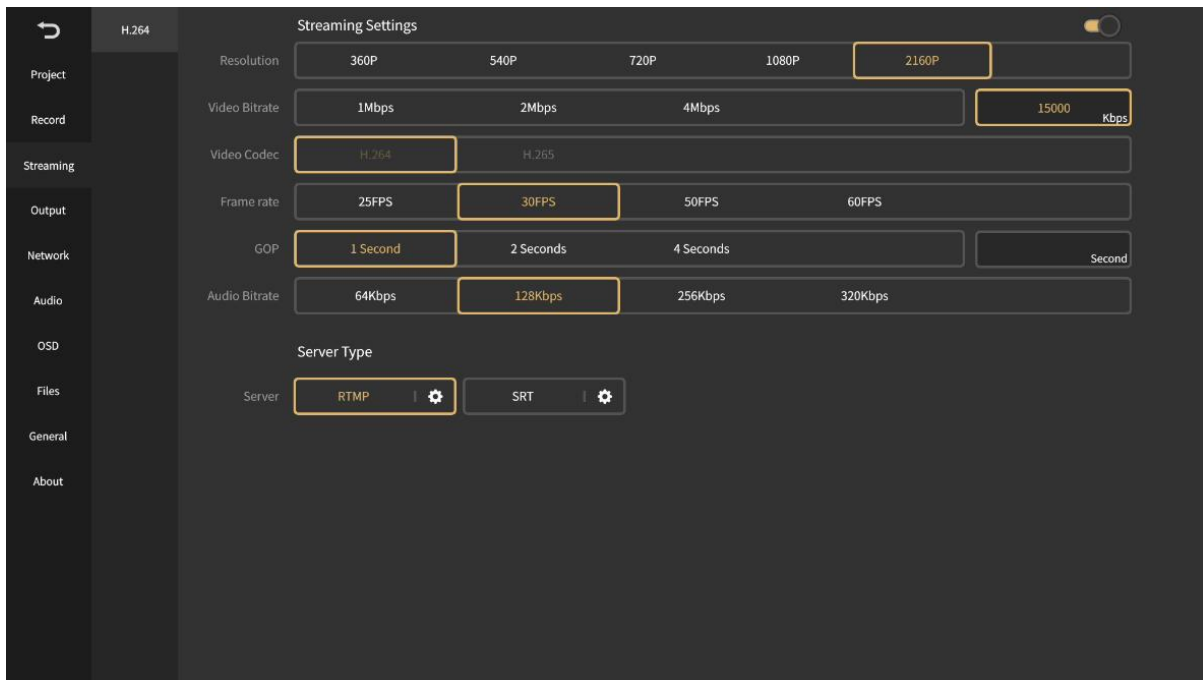 H.264
Project
Record
Streaming
Output
Network
Audio
OSD
Files
General
About
Streaming Settings
Resolution 360P 540P 720P 1080P 2160P
Video Bitrate 1Mbps 2Mbps 4Mbps 15000 Kbps
Video Codec H.264 H.265
Frame rate 25FPS 30FPS 50FPS 60FPS
GOP 1 Second 2 Seconds 4 Seconds Second
Audio Bitrate 64Kbps 128Kbps 256Kbps 320Kbps
Server Type
Server RTMP SRT